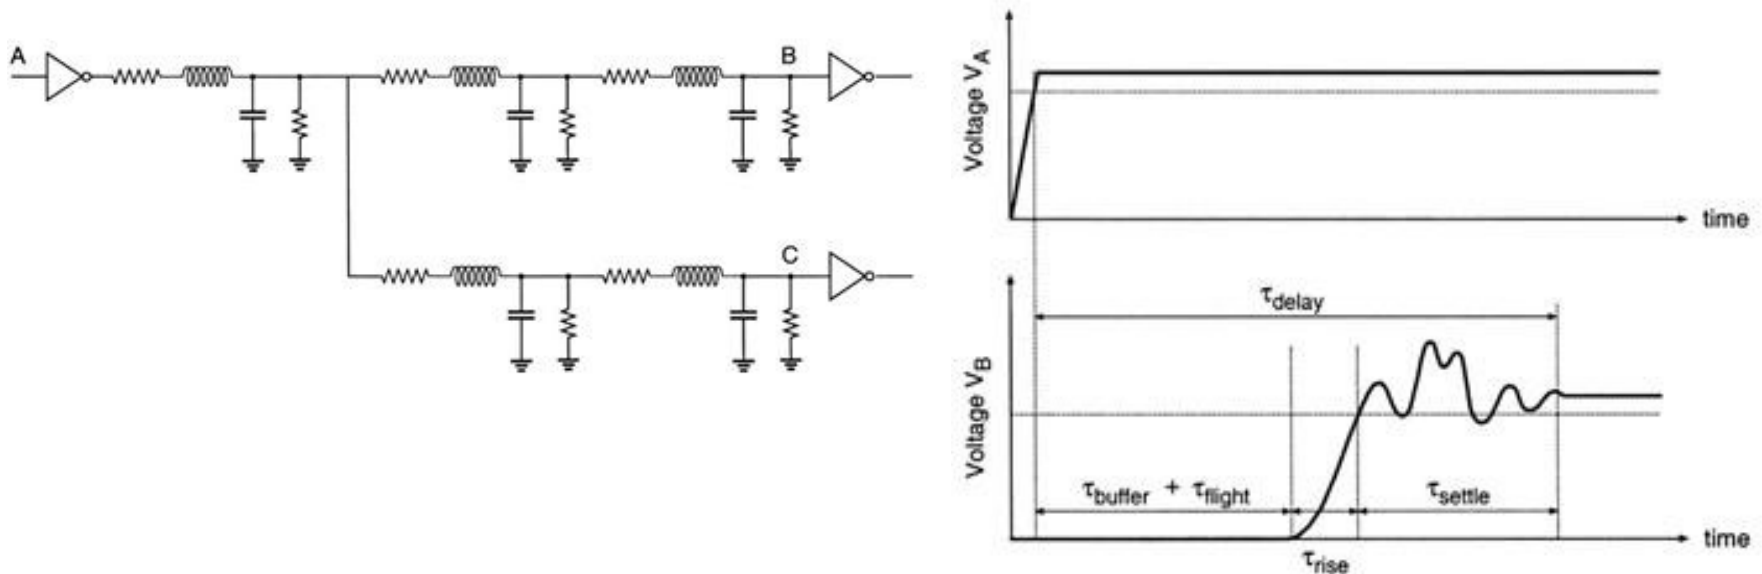 A
B
C
Voltage V_A
time
τ_delay
Voltage V_B
τ_buffer + τ_flight
τ_settle
time
τ_rise